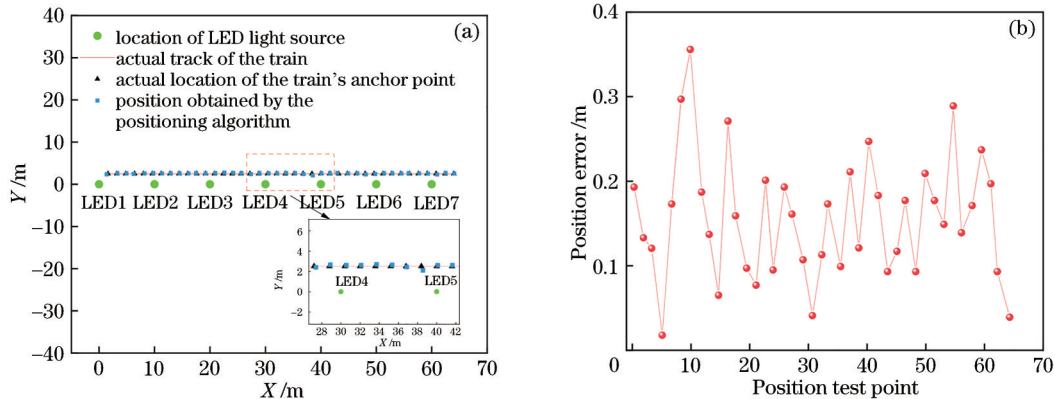 (a)
location of LED light source
actual track of the train
actual location of the train's anchor point
position obtained by the
positioning algorithm
Y/m
40
30
20
10
0
−10
−20
−30
−40
LED1 LED2 LED3 LED4 LED5 LED6 LED7
Y/m
6
4
2
0
−2
LED4 LED5
28 30 32 34 36 38 40 42
X/m
0 10 20 30 40 50 60 70
X/m
(b)
Position error/m
0.4
0.3
0.2
0.1
0
10 20 30 40 50 60 70
Position test point